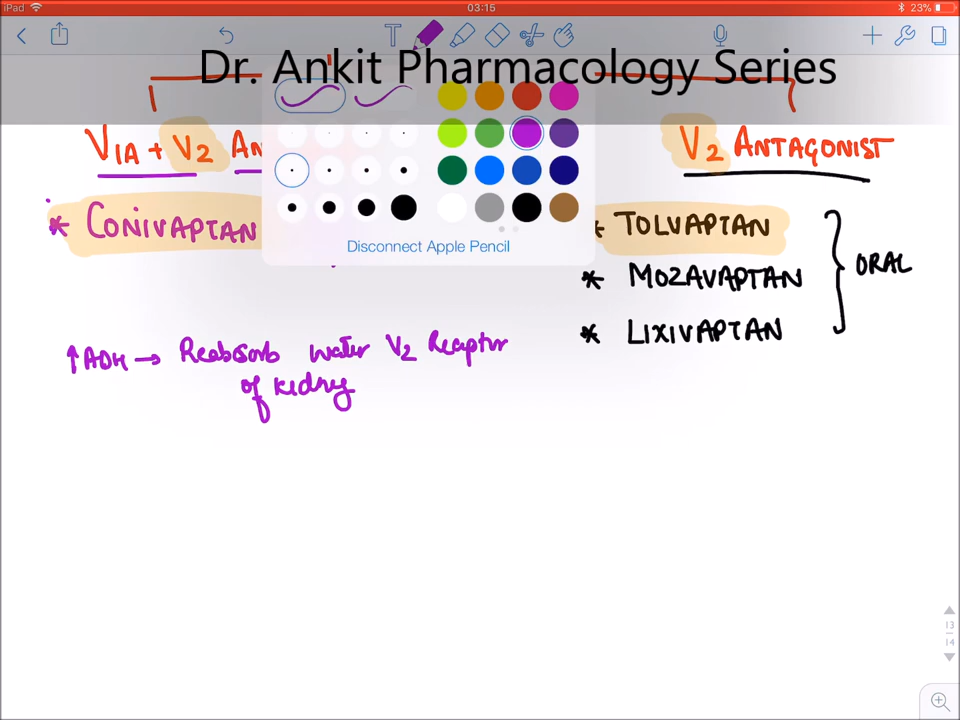 iPad 03:15 23%
T
Dr. Ankit Pharmacology Series
V1A + V2 AN
V2 ANTAGONIST
* CONIVAPTAN
Disconnect Apple Pencil
* TOLVAPTAN
* MOZAVAPTAN
ORAL
* LIXIVAPTAN
↑ADH → Reabsorb water V2 Receptor
of kidney
13
14